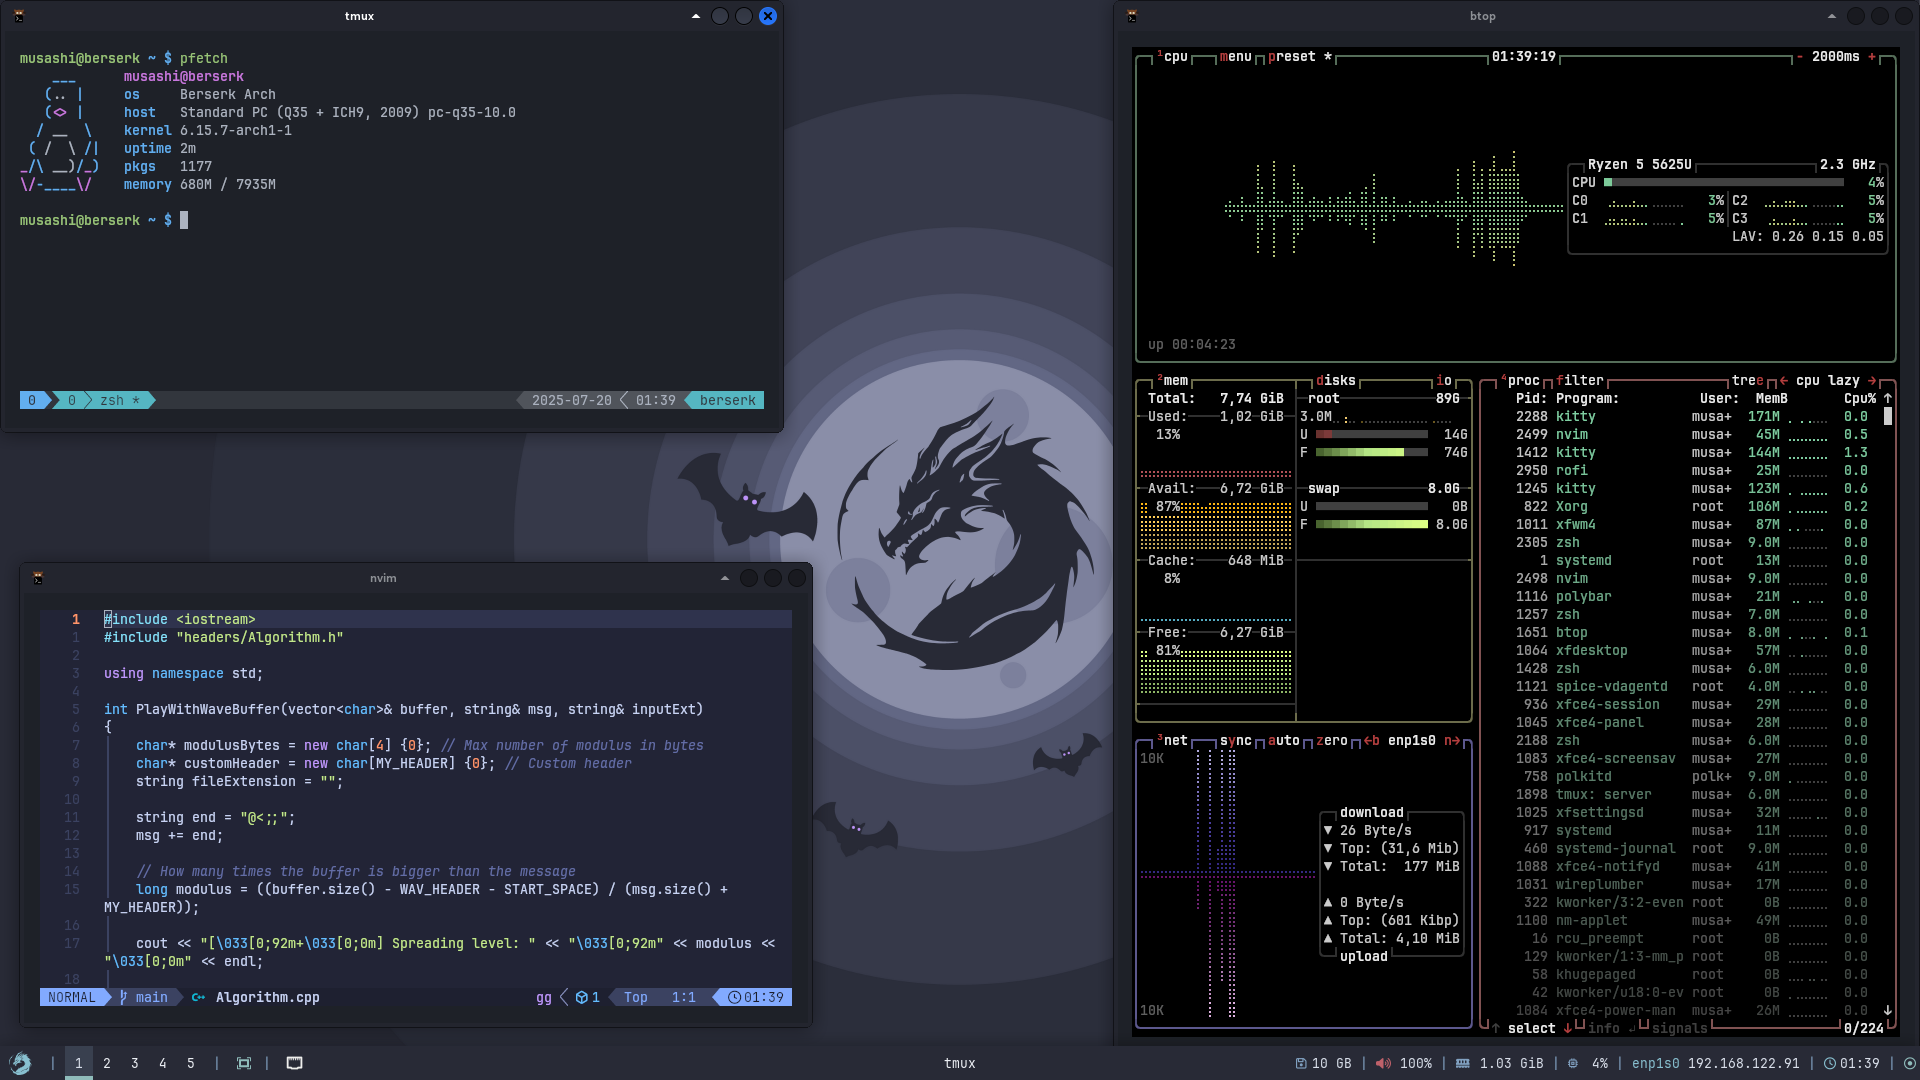 tmux
musashi@berserk ~ $ pfetch
musashi@berserk
os Berserk Arch
host Standard PC (Q35 + ICH9, 2009) pc-q35-10.0
kernel 6.15.7-arch1-1
uptime 2m
pkgs 1177
memory 680M / 7935M
musashi@berserk ~ $
0 0 zsh * 2025-07-20 01:39 berserk
nvim
1 #include <iostream>
1 #include "headers/Algorithm.h"
2
3 using namespace std;
4
5 int PlayWithWaveBuffer(vector<char>& buffer, string& msg, string& inputExt)
6 {
7 char* modulusBytes = new char[4] {0}; // Max number of modulus in bytes
8 char* customHeader = new char[MY_HEADER] {0}; // Custom header
9 string fileExtension = "";
10
11 string end = "@<;;";
12 msg += end;
13
14 // How many times the buffer is bigger than the message
15 long modulus = ((buffer.size() - WAV_HEADER - START_SPACE) / (msg.size() +
MY_HEADER));
16
17 cout << "[\033[0;92m+\033[0;0m] Spreading level: " << "\033[0;92m" << modulus <<
"\033[0;0m" << endl;
18
NORMAL main Algorithm.cpp gg 1 Top 1:1 01:39
btop
1cpu menu preset * 01:39:19 - 2000ms +
Ryzen 5 5625U 2.3 GHz
CPU 4%
C0 3% C2 5%
C1 5% C3 5%
LAV: 0.26 0.15 0.05
up 00:04:23
2mem disks io
Total: 7,74 GiB
Used: 1,02 GiB
13%
Avail: 6,72 GiB
87%
Cache: 648 MiB
8%
Free: 6,27 GiB
81%
root 89G
3.0M
U 14G
F 74G
swap 8.0G
U 0B
F 8.0G
3net sync auto zero ←b enp1s0 n→
10K
download
▼ 26 Byte/s
▼ Top: (31,6 Mib)
▼ Total: 177 MiB
▲ 0 Byte/s
▲ Top: (601 Kibp)
▲ Total: 4,10 MiB
upload
10K
4proc filter tree ← cpu lazy →
Pid: Program: User: MemB Cpu% ↑
2288 kitty musa+ 171M 0.0
2499 nvim musa+ 45M 0.5
1412 kitty musa+ 144M 1.3
2950 rofi musa+ 25M 0.0
1245 kitty musa+ 123M 0.6
822 Xorg root 106M 0.2
1011 xfwm4 musa+ 87M 0.0
2305 zsh musa+ 9.0M 0.0
1 systemd root 13M 0.0
2498 nvim musa+ 9.0M 0.0
1116 polybar musa+ 21M 0.0
1257 zsh musa+ 7.0M 0.0
1651 btop musa+ 8.0M 0.1
1064 xfdesktop musa+ 57M 0.0
1428 zsh musa+ 6.0M 0.0
1121 spice-vdagentd root 4.0M 0.0
936 xfce4-session musa+ 29M 0.0
1045 xfce4-panel musa+ 28M 0.0
2188 zsh musa+ 6.0M 0.0
1083 xfce4-screensav musa+ 27M 0.0
758 polkitd polk+ 9.0M 0.0
1898 tmux: server musa+ 6.0M 0.0
1025 xfsettingsd musa+ 32M 0.0
917 systemd musa+ 11M 0.0
460 systemd-journal root 9.0M 0.0
1088 xfce4-notifyd musa+ 41M 0.0
1031 wireplumber musa+ 17M 0.0
322 kworker/3:2-even root 0B 0.0
1100 nm-applet musa+ 49M 0.0
16 rcu_preempt root 0B 0.0
129 kworker/1:3-mm_p root 0B 0.0
58 khugepaged root 0B 0.0
42 kworker/u18:0-ev root 0B 0.0
1084 xfce4-power-man musa+ 26M 0.0 ↓
↑ select ↓ info ↵ signals 0/224
| 1 2 3 4 5 | | tmux 10 GB | 100% | 1.03 GiB | 4% | enp1s0 192.168.122.91 | 01:39 |